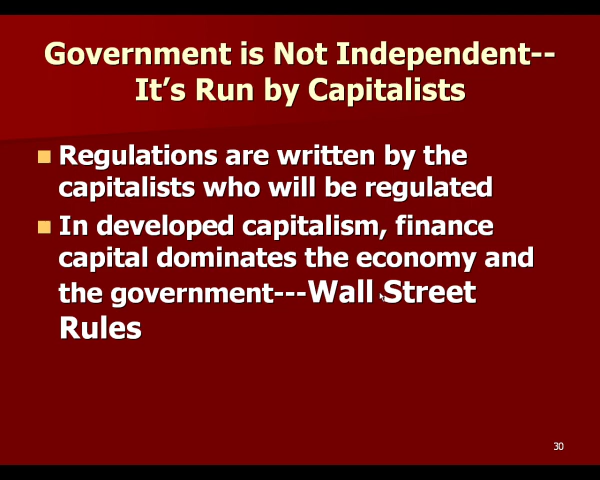 Government is Not Independent--
It’s Run by Capitalists
Regulations are written by the
capitalists who will be regulated
In developed capitalism, finance
capital dominates the economy and
the government---Wall Street
Rules
30